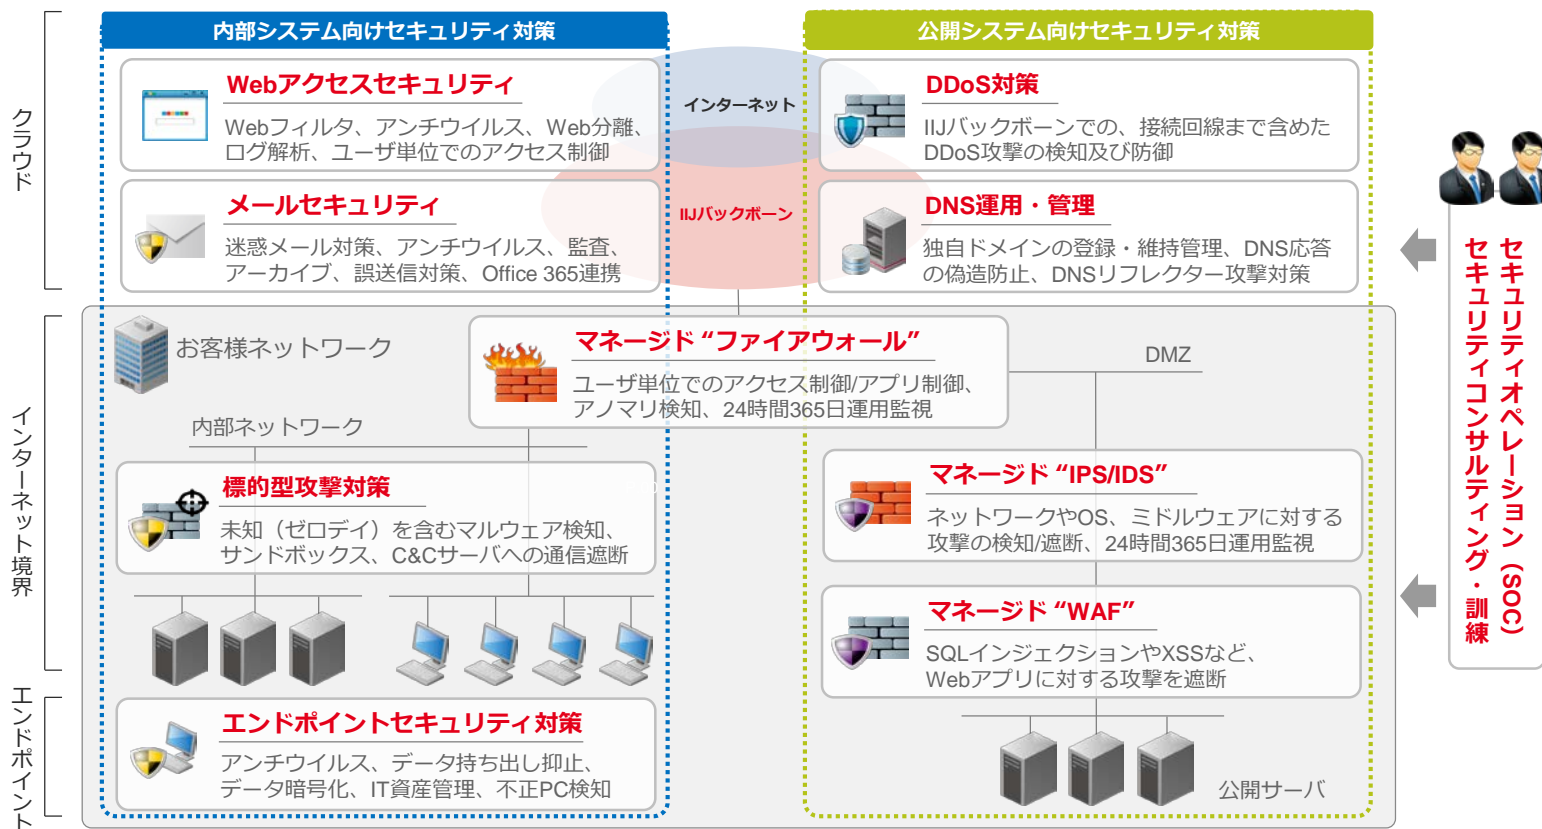 内部システム向けセキュリティ対策
公開システム向けセキュリティ対策
クラウド
Webアクセスセキュリティ
Webフィルタ、アンチウイルス、Web分離、
ログ解析、ユーザ単位でのアクセス制御
インターネット
DDoS対策
IIJバックボーンでの、接続回線まで含めた
DDoS攻撃の検知及び防御
メールセキュリティ
迷惑メール対策、アンチウイルス、監査、
アーカイブ、誤送信対策、Office 365連携
IIJバックボーン
DNS運用・管理
独自ドメインの登録・維持管理、DNS応答
の偽造防止、DNSリフレクター攻撃対策
セキュリティオペレーション（SOC）
セキュリティコンサルティング・訓練
インターネット境界
お客様ネットワーク
マネージド “ファイアウォール”
ユーザ単位でのアクセス制御/アプリ制御、
アノマリ検知、24時間365日運用監視
DMZ
内部ネットワーク
標的型攻撃対策
未知（ゼロデイ）を含むマルウェア検知、
サンドボックス、C&Cサーバへの通信遮断
マネージド “IPS/IDS”
ネットワークやOS、ミドルウェアに対する
攻撃の検知/遮断、24時間365日運用監視
マネージド “WAF”
SQLインジェクションやXSSなど、
Webアプリに対する攻撃を遮断
エンドポイント
エンドポイントセキュリティ対策
アンチウイルス、データ持ち出し抑止、
データ暗号化、IT資産管理、不正PC検知
公開サーバ